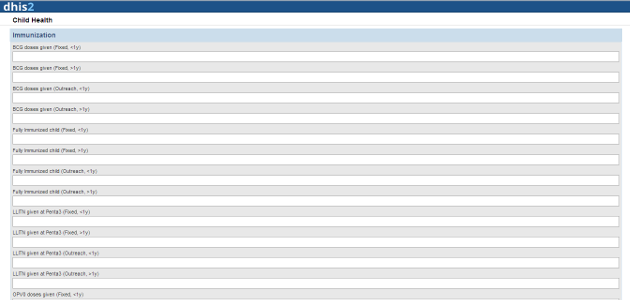 dhis2
Child Health
Immunization
BCG doses given (Fixed, <1y)
BCG doses given (Fixed, >1y)
BCG doses given (Outreach, <1y)
BCG doses given (Outreach, >1y)
Fully Immunized child (Fixed, <1y)
Fully Immunized child (Fixed, >1y)
Fully Immunized child (Outreach, <1y)
Fully Immunized child (Outreach, >1y)
LLITN given at Penta3 (Fixed, <1y)
LLITN given at Penta3 (Fixed, >1y)
LLITN given at Penta3 (Outreach, <1y)
LLITN given at Penta3 (Outreach, >1y)
doses given (Fixed, <1y)